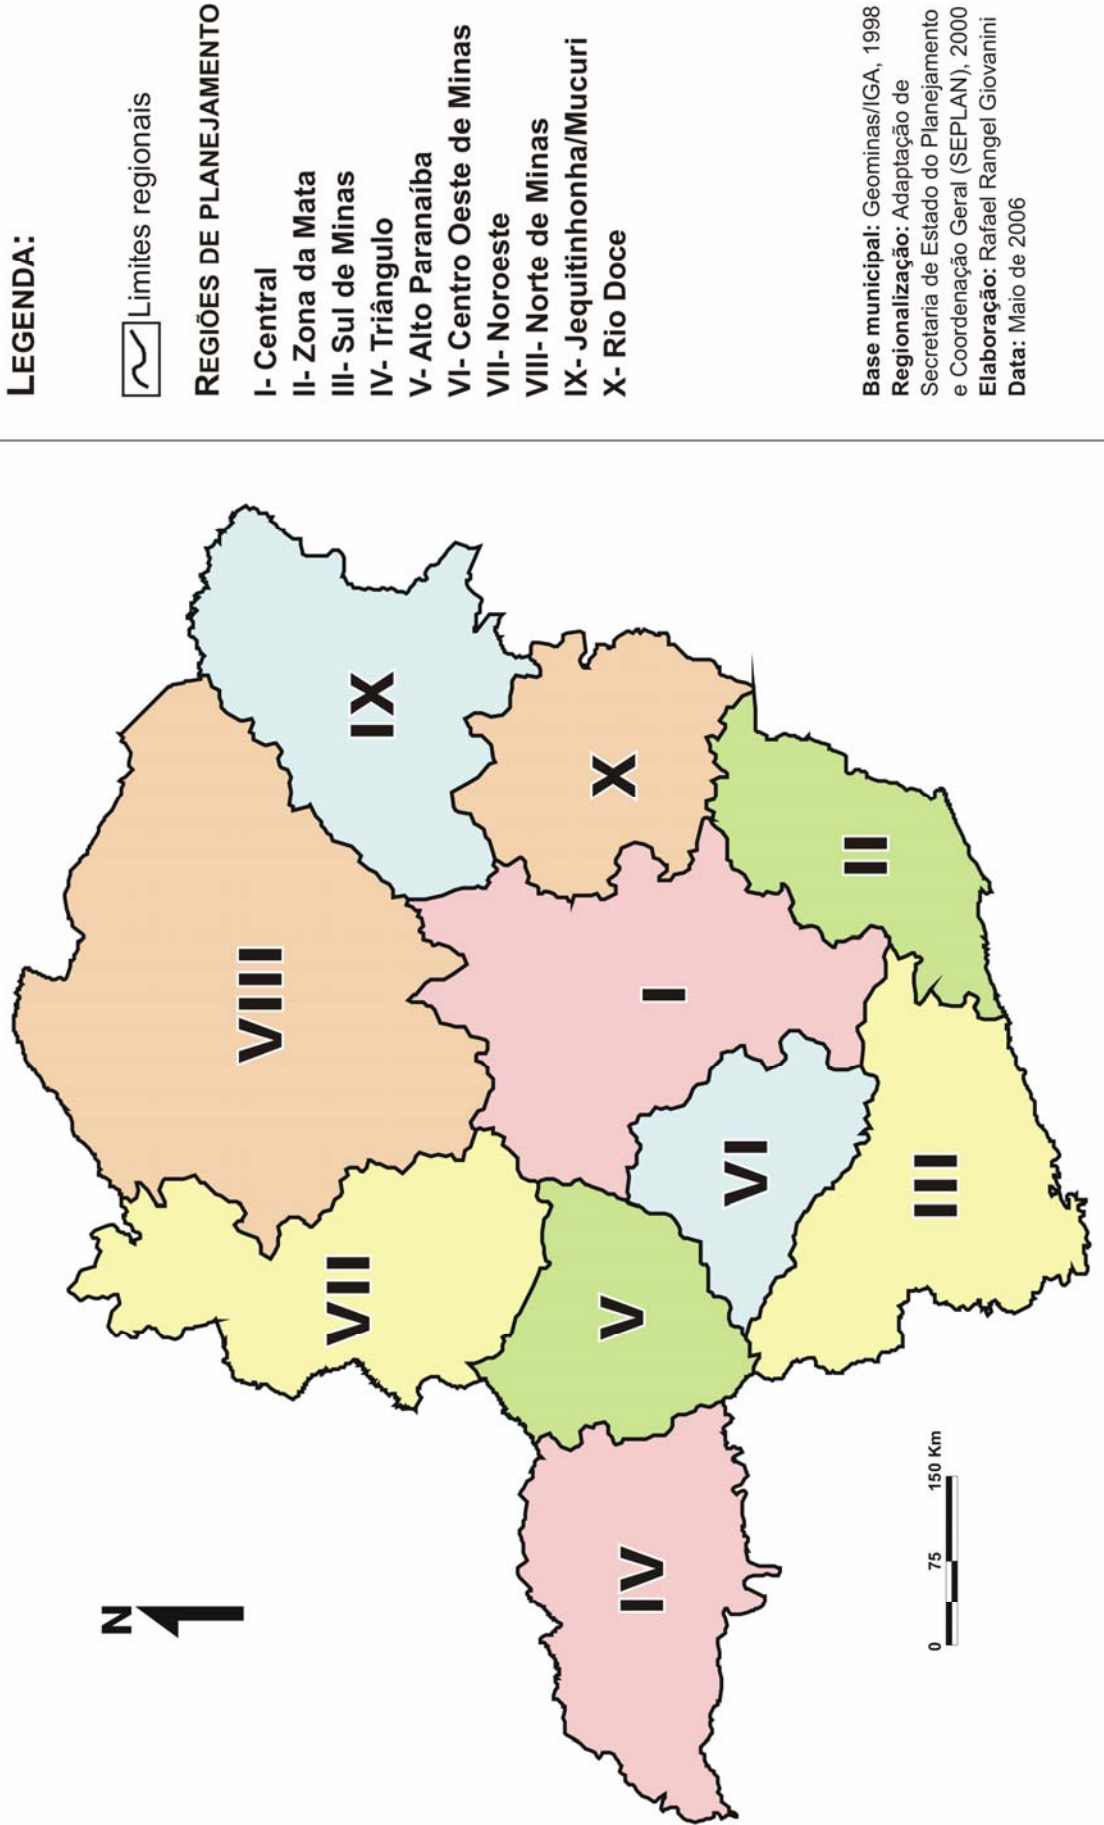 N
VIII
IX
VII
X
V
IV
I
VI
II
III
0 75 150 Km
LEGENDA:
Limites regionais
REGIÕES DE PLANEJAMENTO
I- Central
II- Zona da Mata
III- Sul de Minas
IV- Triângulo
V- Alto Paranaíba
VI- Centro Oeste de Minas
VII- Noroeste
VIII- Norte de Minas
IX- Jequitinhonha/Mucuri
X- Rio Doce
Base municipal: Geominas/IGA, 1998
Regionalização: Adaptação de
Secretaria de Estado do Planejamento
e Coordenação Geral (SEPLAN), 2000
Elaboração: Rafael Rangel Giovanini
Data: Maio de 2006